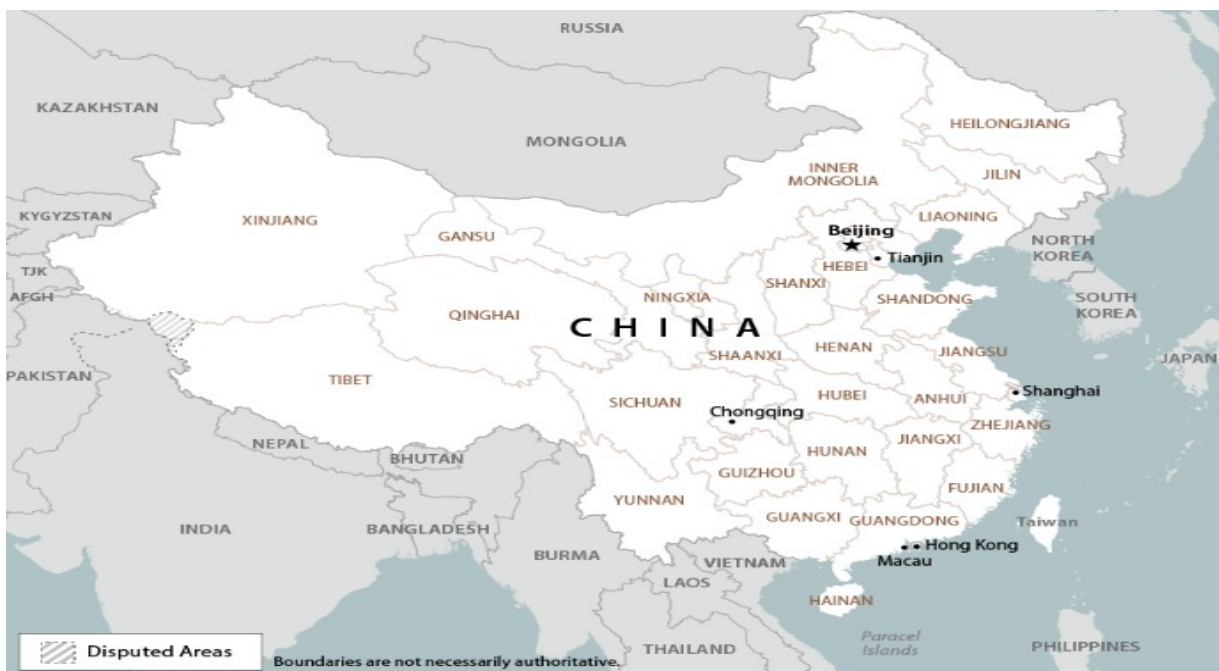 RUSSIA
KAZAKHSTAN
MONGOLIA
HEILONGJIANG
INNER
MONGOLIA
JILIN
KYGYZSTAN
XINJIANG
GANSU
LIAONING
Beijing
NORTH
KOREA
Tianjin
TJK
HEBEI
SHANXI
AFGH
NINGXIA
SHANDONG
SOUTH
KOREA
QINGHAI
CHINA
HENAN
JIANGSU
SHAANXI
JAPAN
PAKISTAN
TIBET
SICHUAN
HUBEI
ANHUI
Shanghai
Chongqing
ZHEJIANG
NEPAL
JIANGXI
HUNAN
BHUTAN
GUIZHOU
FUJIAN
YUNNAN
INDIA
BANGLADESH
GUANGXI
GUANGDONG
Taiwan
BURMA
Hong Kong
Macau
VIETNAM
LAOS
HAINAN
Paracel
Islands
PHILIPPINES
THAILAND
Disputed Areas
Boundaries are not necessarily authoritative.